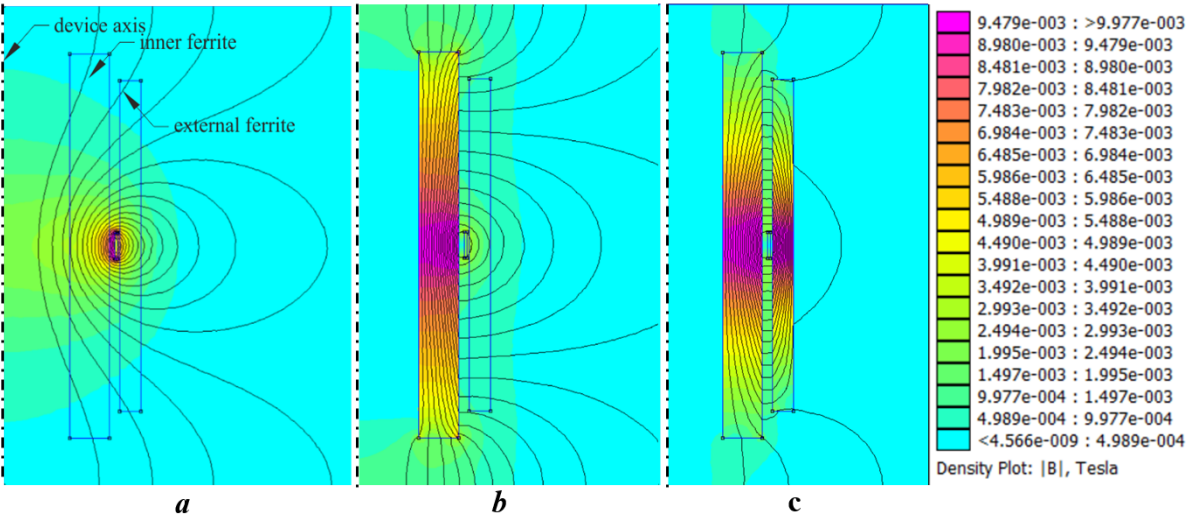 device axis
inner ferrite
external ferrite
a
b
c
9.479e-003 : >9.977e-003
8.980e-003 : 9.479e-003
8.481e-003 : 8.980e-003
7.982e-003 : 8.481e-003
7.483e-003 : 7.982e-003
6.984e-003 : 7.483e-003
6.485e-003 : 6.984e-003
5.986e-003 : 6.485e-003
5.488e-003 : 5.986e-003
4.989e-003 : 5.488e-003
4.490e-003 : 4.989e-003
3.991e-003 : 4.490e-003
3.492e-003 : 3.991e-003
2.993e-003 : 3.492e-003
2.494e-003 : 2.993e-003
1.995e-003 : 2.494e-003
1.497e-003 : 1.995e-003
9.977e-004 : 1.497e-003
4.989e-004 : 9.977e-004
<4.566e-009 : 4.989e-004
Density Plot: |B|, Tesla